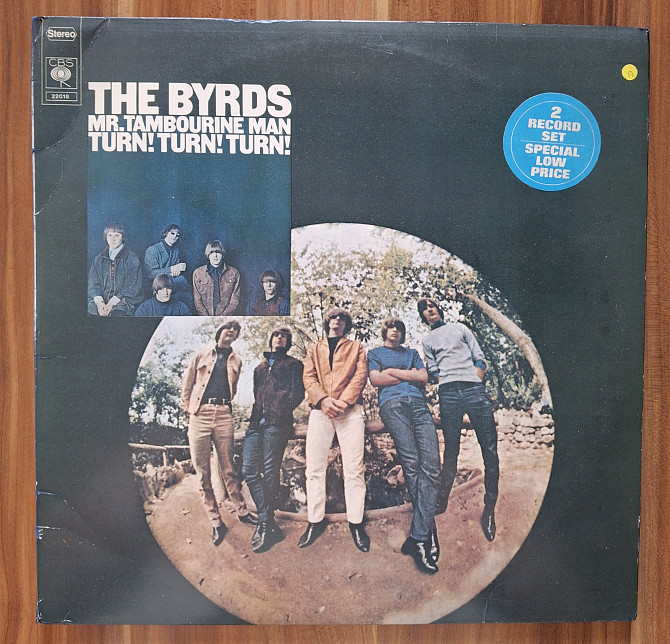 Stereo
CBS
22018
THE BYRDS
MR. TAMBOURINE MAN
TURN! TURN! TURN!
2
RECORD
SET
SPECIAL
LOW
PRICE